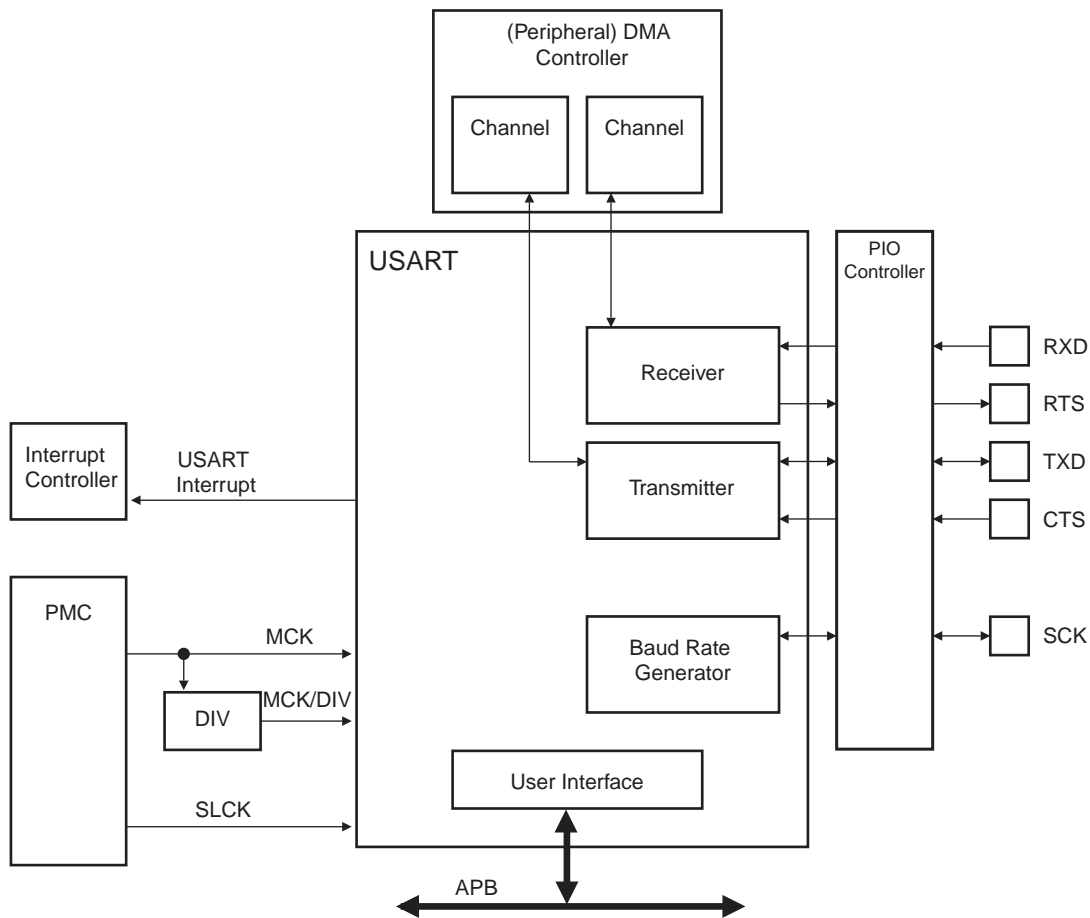 (Peripheral) DMA
Controller
Channel
Channel
USART
PIO
Controller
Receiver
RXD
RTS
Interrupt
Controller
USART
Interrupt
Transmitter
TXD
CTS
PMC
MCK
Baud Rate
Generator
SCK
DIV
MCK/DIV
User Interface
SLCK
APB